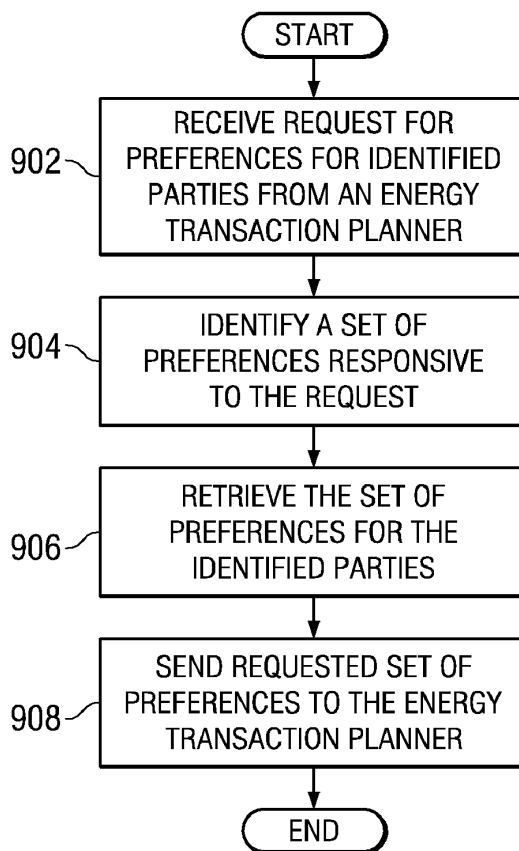 START
902
RECEIVE REQUEST FOR
PREFERENCES FOR IDENTIFIED
PARTIES FROM AN ENERGY
TRANSACTION PLANNER
904
IDENTIFY A SET OF
PREFERENCES RESPONSIVE
TO THE REQUEST
906
RETRIEVE THE SET OF
PREFERENCES FOR THE
IDENTIFIED PARTIES
908
SEND REQUESTED SET OF
PREFERENCES TO THE ENERGY
TRANSACTION PLANNER
END